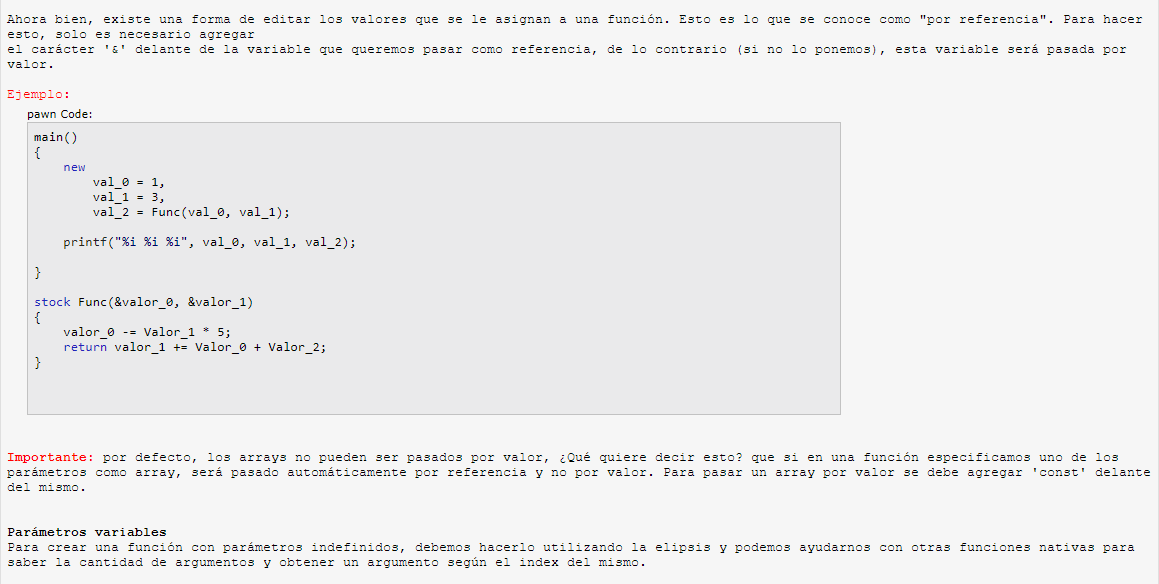 Ahora bien, existe una forma de editar los valores que se le asignan a una función. Esto es lo que se conoce como "por referencia". Para hacer
esto, solo es necesario agregar
el carácter '&' delante de la variable que queremos pasar como referencia, de lo contrario (si no lo ponemos), esta variable será pasada por
valor.
Ejemplo:
pawn Code:
main()
{
    new
        val_0 = 1,
        val_1 = 3,
        val_2 = Func(val_0, val_1);
    printf("%i %i %i", val_0, val_1, val_2);
}
stock Func(&valor_0, &valor_1)
{
    valor_0 -= Valor_1 * 5;
    return valor_1 += Valor_0 + Valor_2;
}
Importante: por defecto, los arrays no pueden ser pasados por valor, ¿Qué quiere decir esto? que si en una función especificamos uno de los
parámetros como array, será pasado automáticamente por referencia y no por valor. Para pasar un array por valor se debe agregar 'const' delante
del mismo.
Parámetros variables
Para crear una función con parámetros indefinidos, debemos hacerlo utilizando la elipsis y podemos ayudarnos con otras funciones nativas para
saber la cantidad de argumentos y obtener un argumento según el index del mismo.